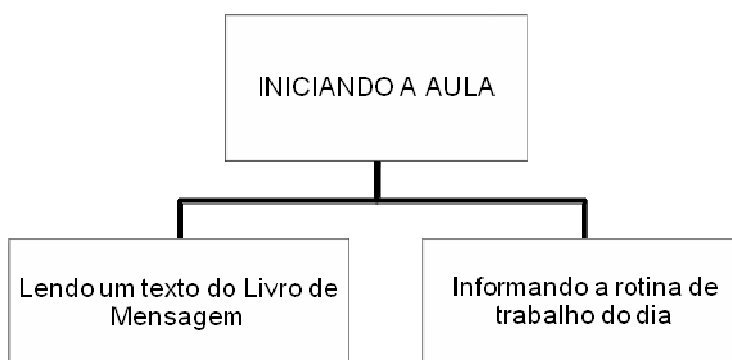 INICIANDO A AULA
Lendo um texto do Livro de
Mensagem
Informando a rotina de
trabalho do dia